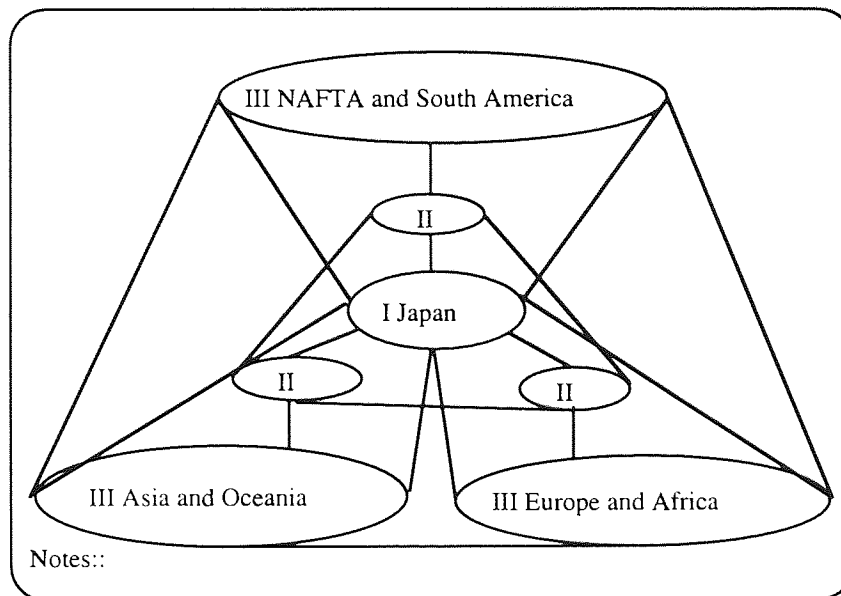 III NAFTA and South America
II
I Japan
II
II
III Asia and Oceania
III Europe and Africa
Notes::